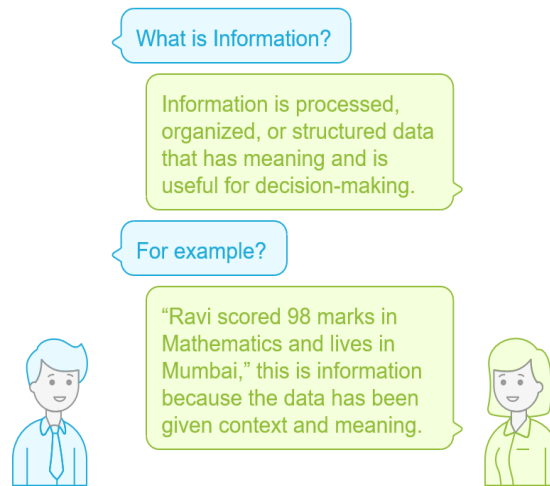 What is Information?
Information is processed,
organized, or structured data
that has meaning and is
useful for decision-making.
For example?
“Ravi scored 98 marks in
Mathematics and lives in
Mumbai,” this is information
because the data has been
given context and meaning.